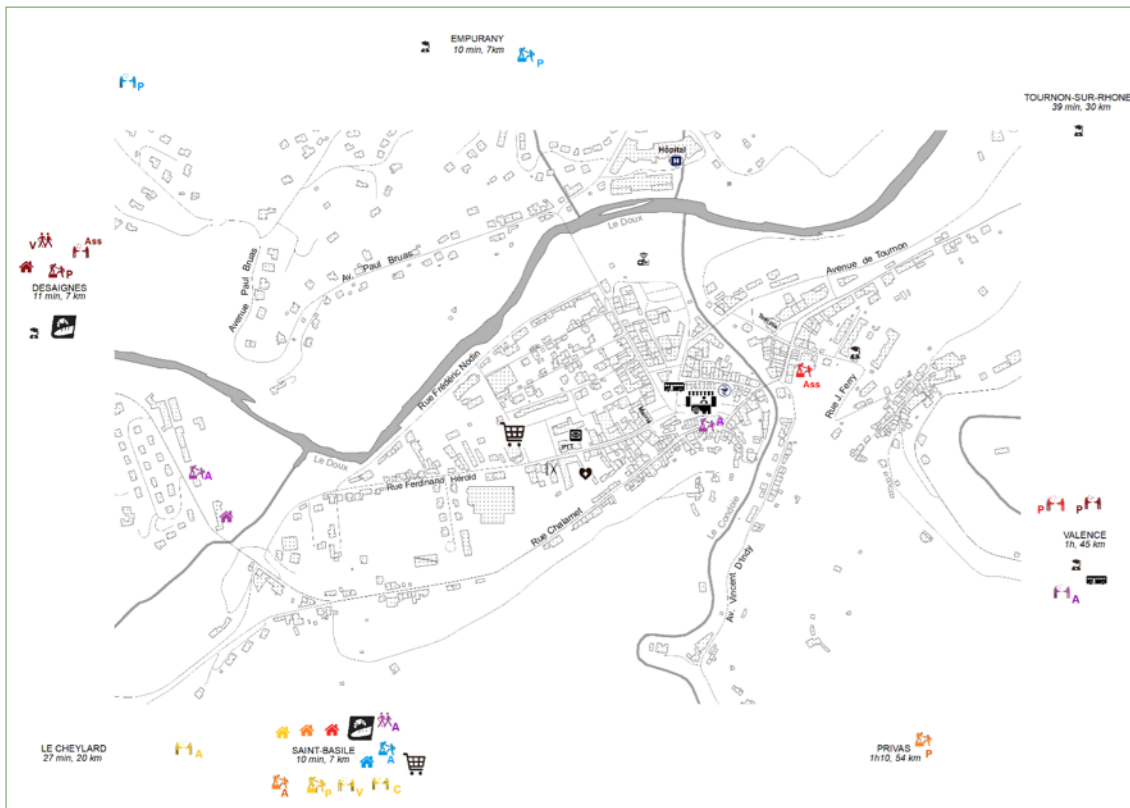 EMPURANY
10 min, 7km
P
P
TOURNON-SUR-RHONE
39 min, 30 km
Hôpital
H
Le Doux
Avenue de Tournon
Av. Paul Bruas
Avenue Paul Bruas
V
Ass
P
DESAIGNES
11 min, 7 km
Rue Frédéric Nodin
Ass
Rue J. Ferry
Mairie
A
PTT
Le Doux
A
Rue Ferdinand Hérold
Rue Chalamet
Le Condoie
Av. Vincent D'Indy
P
P
VALENCE
1h, 45 km
A
A
LE CHEYLARD
27 min, 20 km
A
SAINT-BASILE
10 min, 7 km
A
A
P
V
C
PRIVAS
1h10, 54 km
P